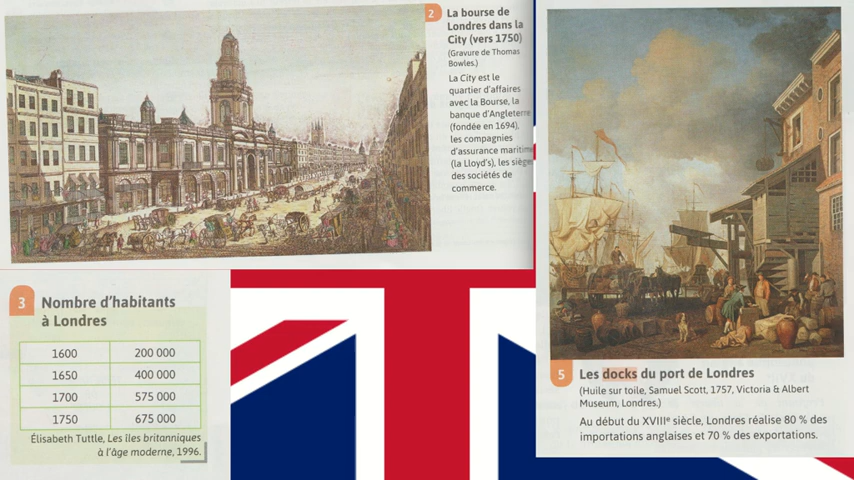 2
La bourse de
Londres dans la
City (vers 1750)
(Gravure de Thomas
Bowles.)
La City est le
quartier d'affaires
avec la Bourse, la
banque d'Angleterre
(fondée en 1694),
les compagnies
d'assurance maritime
(la Lloyd's), les sièges
des sociétés de
commerce.
3
Nombre d'habitants
à Londres
1600 200 000
1650 400 000
1700 575 000
1750 675 000
Élisabeth Tuttle, Les îles britanniques
à l'âge moderne, 1996.
5
Les docks du port de Londres
(Huile sur toile, Samuel Scott, 1757, Victoria & Albert
Museum, Londres.)
Au début du XVIIIe siècle, Londres réalise 80 % des
importations anglaises et 70 % des exportations.